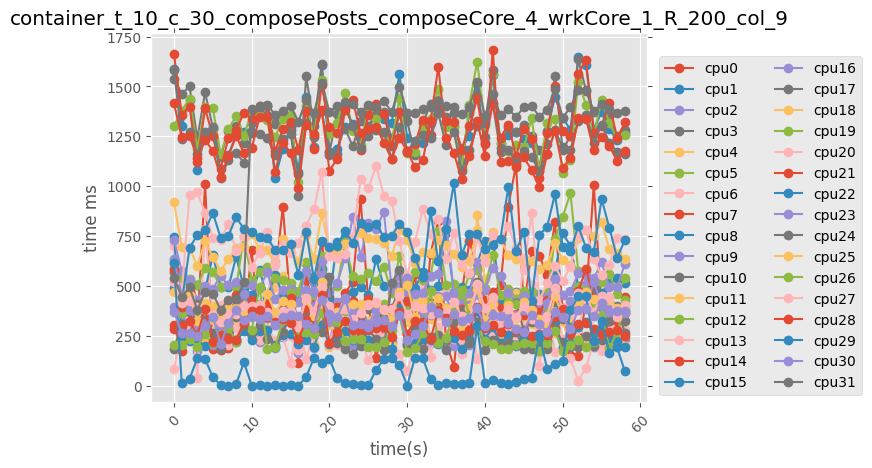 container_t_10_c_30_composePosts_composeCore_4_wrkCore_1_R_200_col_9
1750
1500
1250
1000
750
500
250
0
time ms
0
10
20
30
40
50
60
time(s)
cpu0
cpu1
cpu2
cpu3
cpu4
cpu5
cpu6
cpu7
cpu8
cpu9
cpu10
cpu11
cpu12
cpu13
cpu14
cpu15
cpu16
cpu17
cpu18
cpu19
cpu20
cpu21
cpu22
cpu23
cpu24
cpu25
cpu26
cpu27
cpu28
cpu29
cpu30
cpu31